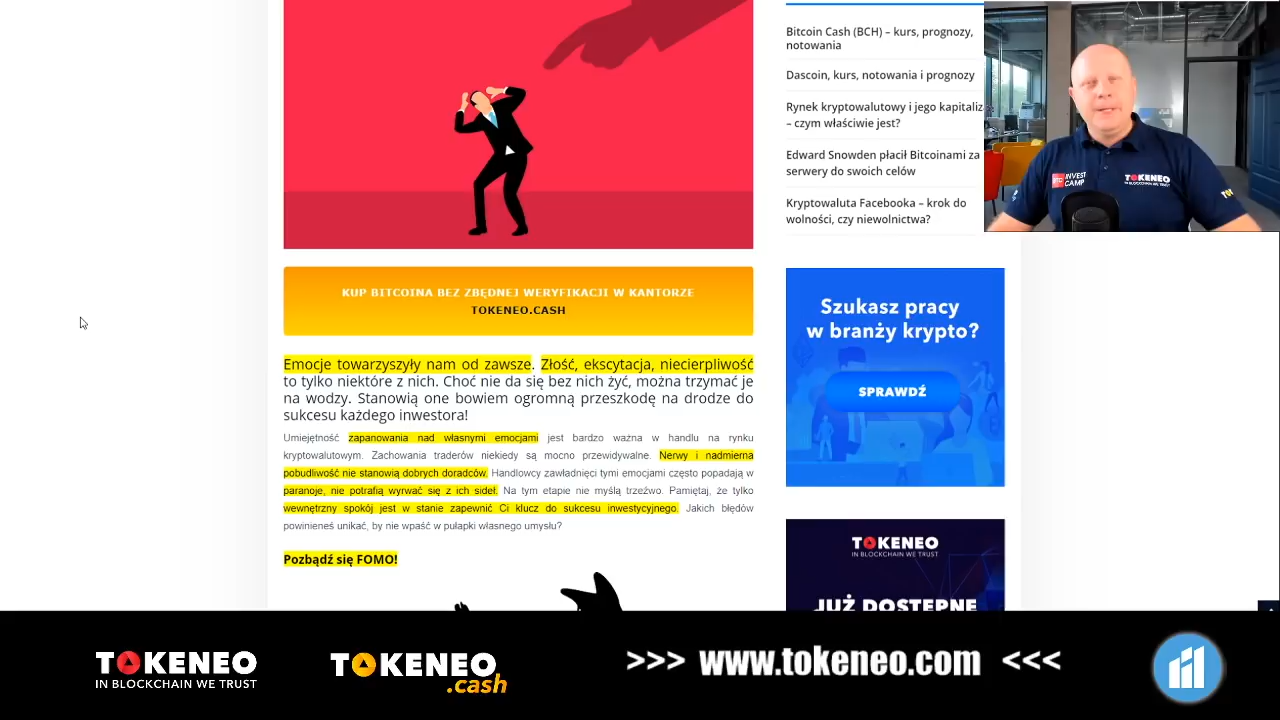 KUP BITCOINA BEZ ZBĘDNEJ WERYFIKACJI W KANTORZE
TOKENEO.CASH
Emocje towarzyszyły nam od zawsze. Złość, ekscytacja, niecierpliwość
to tylko niektóre z nich. Choć nie da się bez nich żyć, można trzymać je
na wodzy. Stanowią one bowiem ogromną przeszkodę na drodze do
sukcesu każdego inwestora!
Umiejętność zapanowania nad własnymi emocjami jest bardzo ważna w handlu na rynku
kryptowalutowym. Zachowania traderów niekiedy są mocno przewidywalne. Nerwy i nadmierna
pobudliwość nie stanowią dobrych doradców. Handlowcy zawładnięci tymi emocjami często popadają w
paranoje, nie potrafią wyrwać się z ich sideł. Na tym etapie nie myślą trzeźwo. Pamiętaj, że tylko
wewnętrzny spokój jest w stanie zapewnić Ci klucz do sukcesu inwestycyjnego. Jakich błędów
powinieneś unikać, by nie wpaść w pułapki własnego umysłu?
Pozbądź się FOMO!
Bitcoin Cash (BCH) – kurs, prognozy,
notowania
Dascoin, kurs, notowania i prognozy
Rynek kryptowalutowy i jego kapitaliz
– czym właściwie jest?
Edward Snowden płacił Bitcoinami za
serwery do swoich celów
Kryptowaluta Facebooka – krok do
wolności, czy niewolnictwa?
INVEST
CAMP
TOKENEO
IN BLOCKCHAIN WE TRUST
Szukasz pracy
w branży krypto?
SPRAWDŹ
TOKENEO
IN BLOCKCHAIN WE TRUST
JUŻ DOSTĘPNE
TOKENEO
IN BLOCKCHAIN WE TRUST
TOKENEO
.cash
>>> www.tokeneo.com <<<